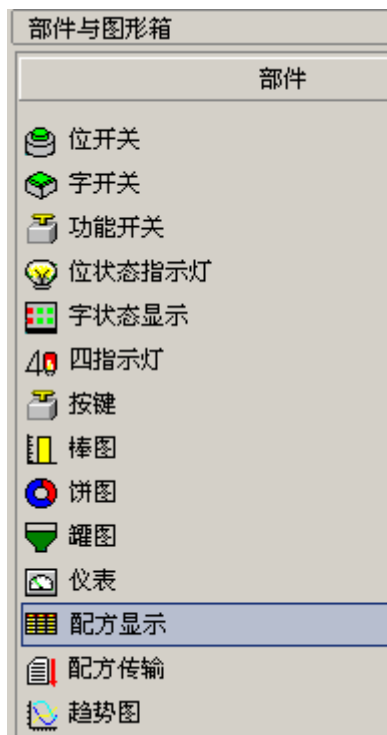 部件与图形箱
部件
位开关
字开关
功能开关
位状态指示灯
字状态显示
四指示灯
按键
棒图
饼图
罐图
仪表
配方显示
配方传输
趋势图